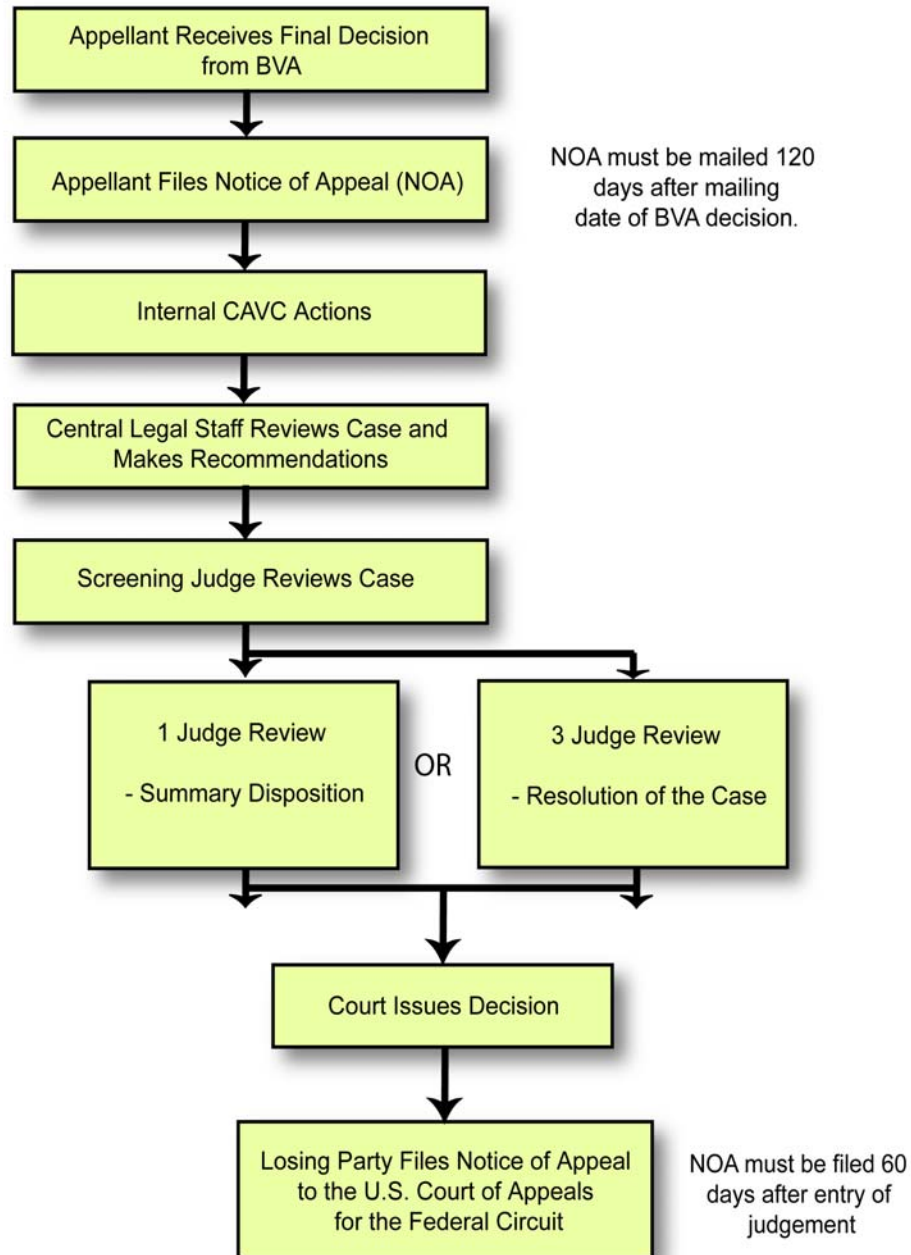 Appellant Receives Final Decision
from BVA
Appellant Files Notice of Appeal (NOA)
NOA must be mailed 120
days after mailing
date of BVA decision.
Internal CAVC Actions
Central Legal Staff Reviews Case and
Makes Recommendations
Screening Judge Reviews Case
1 Judge Review
- Summary Disposition
OR
3 Judge Review
- Resolution of the Case
Court Issues Decision
Losing Party Files Notice of Appeal
to the U.S. Court of Appeals
for the Federal Circuit
NOA must be filed 60
days after entry of
judgement